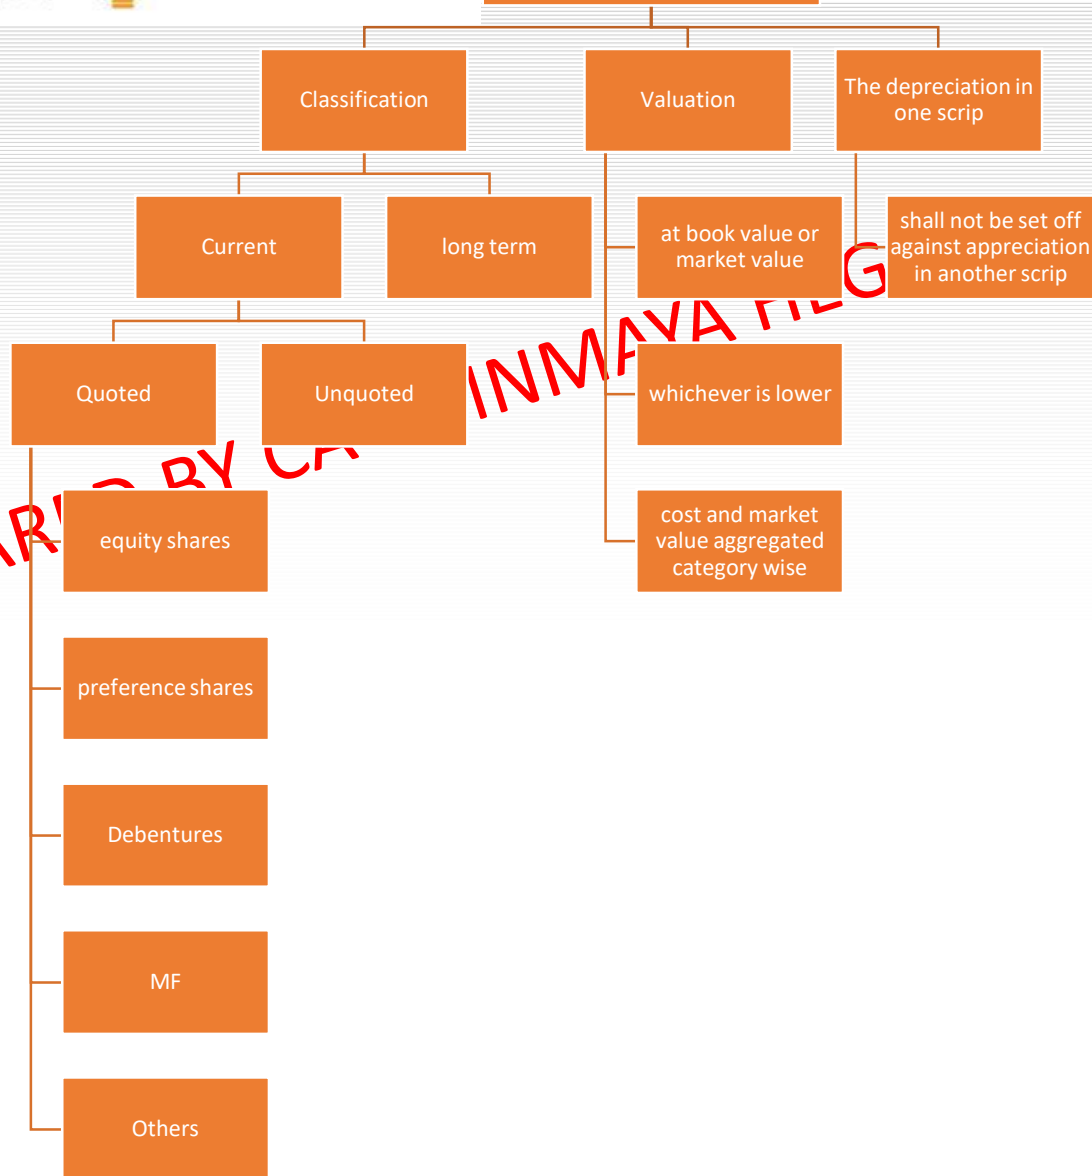 Classification
Valuation
The depreciation in
one scrip
Current
long term
at book value or
market value
shall not be set off
against appreciation
in another scrip
Quoted
Unquoted
whichever is lower
equity shares
cost and market
value aggregated
category wise
preference shares
Debentures
MF
Others
BY